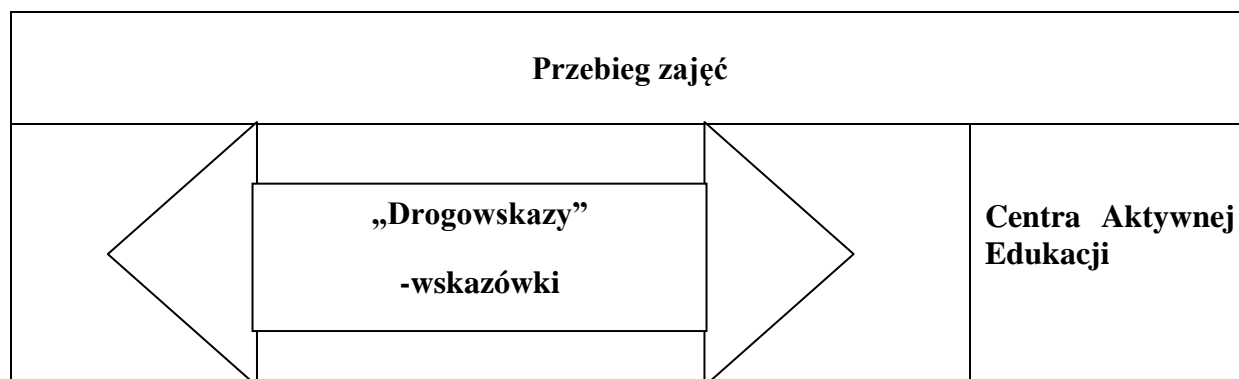 Przebieg zajęć
„Drogowskazy”
-wskazówki
Centra Aktywnej
Edukacji